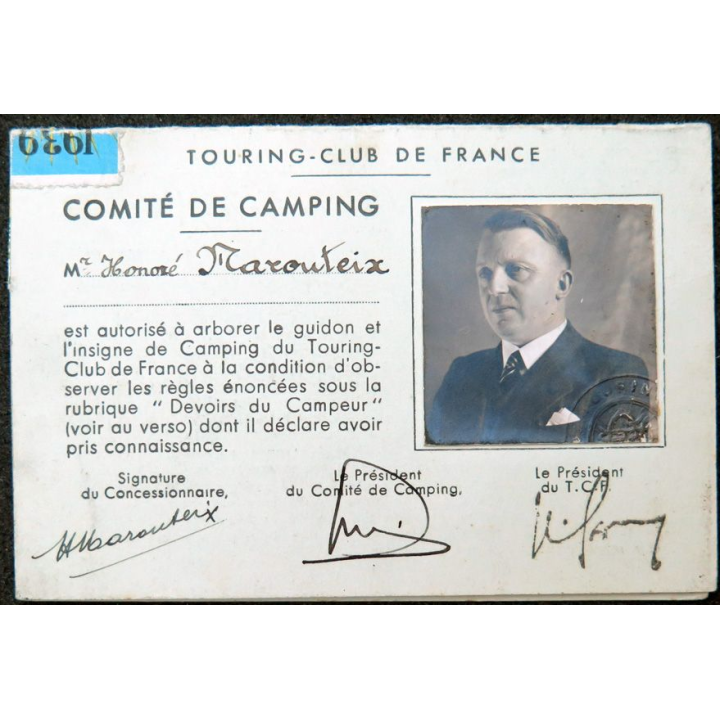 1939
TOURING-CLUB DE FRANCE
COMITÉ DE CAMPING
Mr. Honoré Marouteix
est autorisé à arborer le guidon et
l'insigne de Camping du Touring-
Club de France à la condition d'ob-
server les règles énoncées sous la
rubrique " Devoirs du Campeur "
(voir au verso) dont il déclare avoir
pris connaissance.
Signature
du Concessionnaire,
Le Président
du Comité de Camping,
Le Président
du T.C.F.
HMarouteix